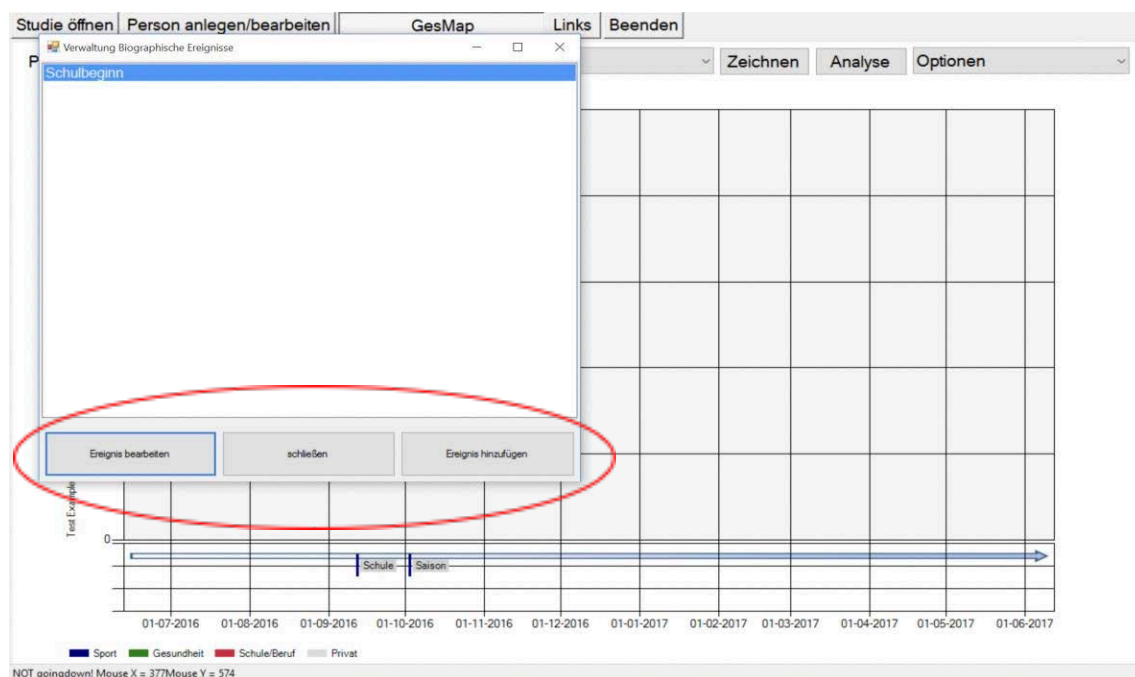 Studie öffnen Person anlegen/bearbeiten GesMap Links Beenden
Verwaltung Biographische Ereignisse
P
Zeichnen Analyse Optionen
Schulbeginn
Ereignis bearbeiten schließen Ereignis hinzufügen
Test Example
0
Schule Saison
01-07-2016 01-08-2016 01-09-2016 01-10-2016 01-11-2016 01-12-2016 01-01-2017 01-02-2017 01-03-2017 01-04-2017 01-05-2017 01-06-2017
Sport Gesundheit Schule/Beruf Privat
NOT goingdown! Mouse X = 377Mouse Y = 574